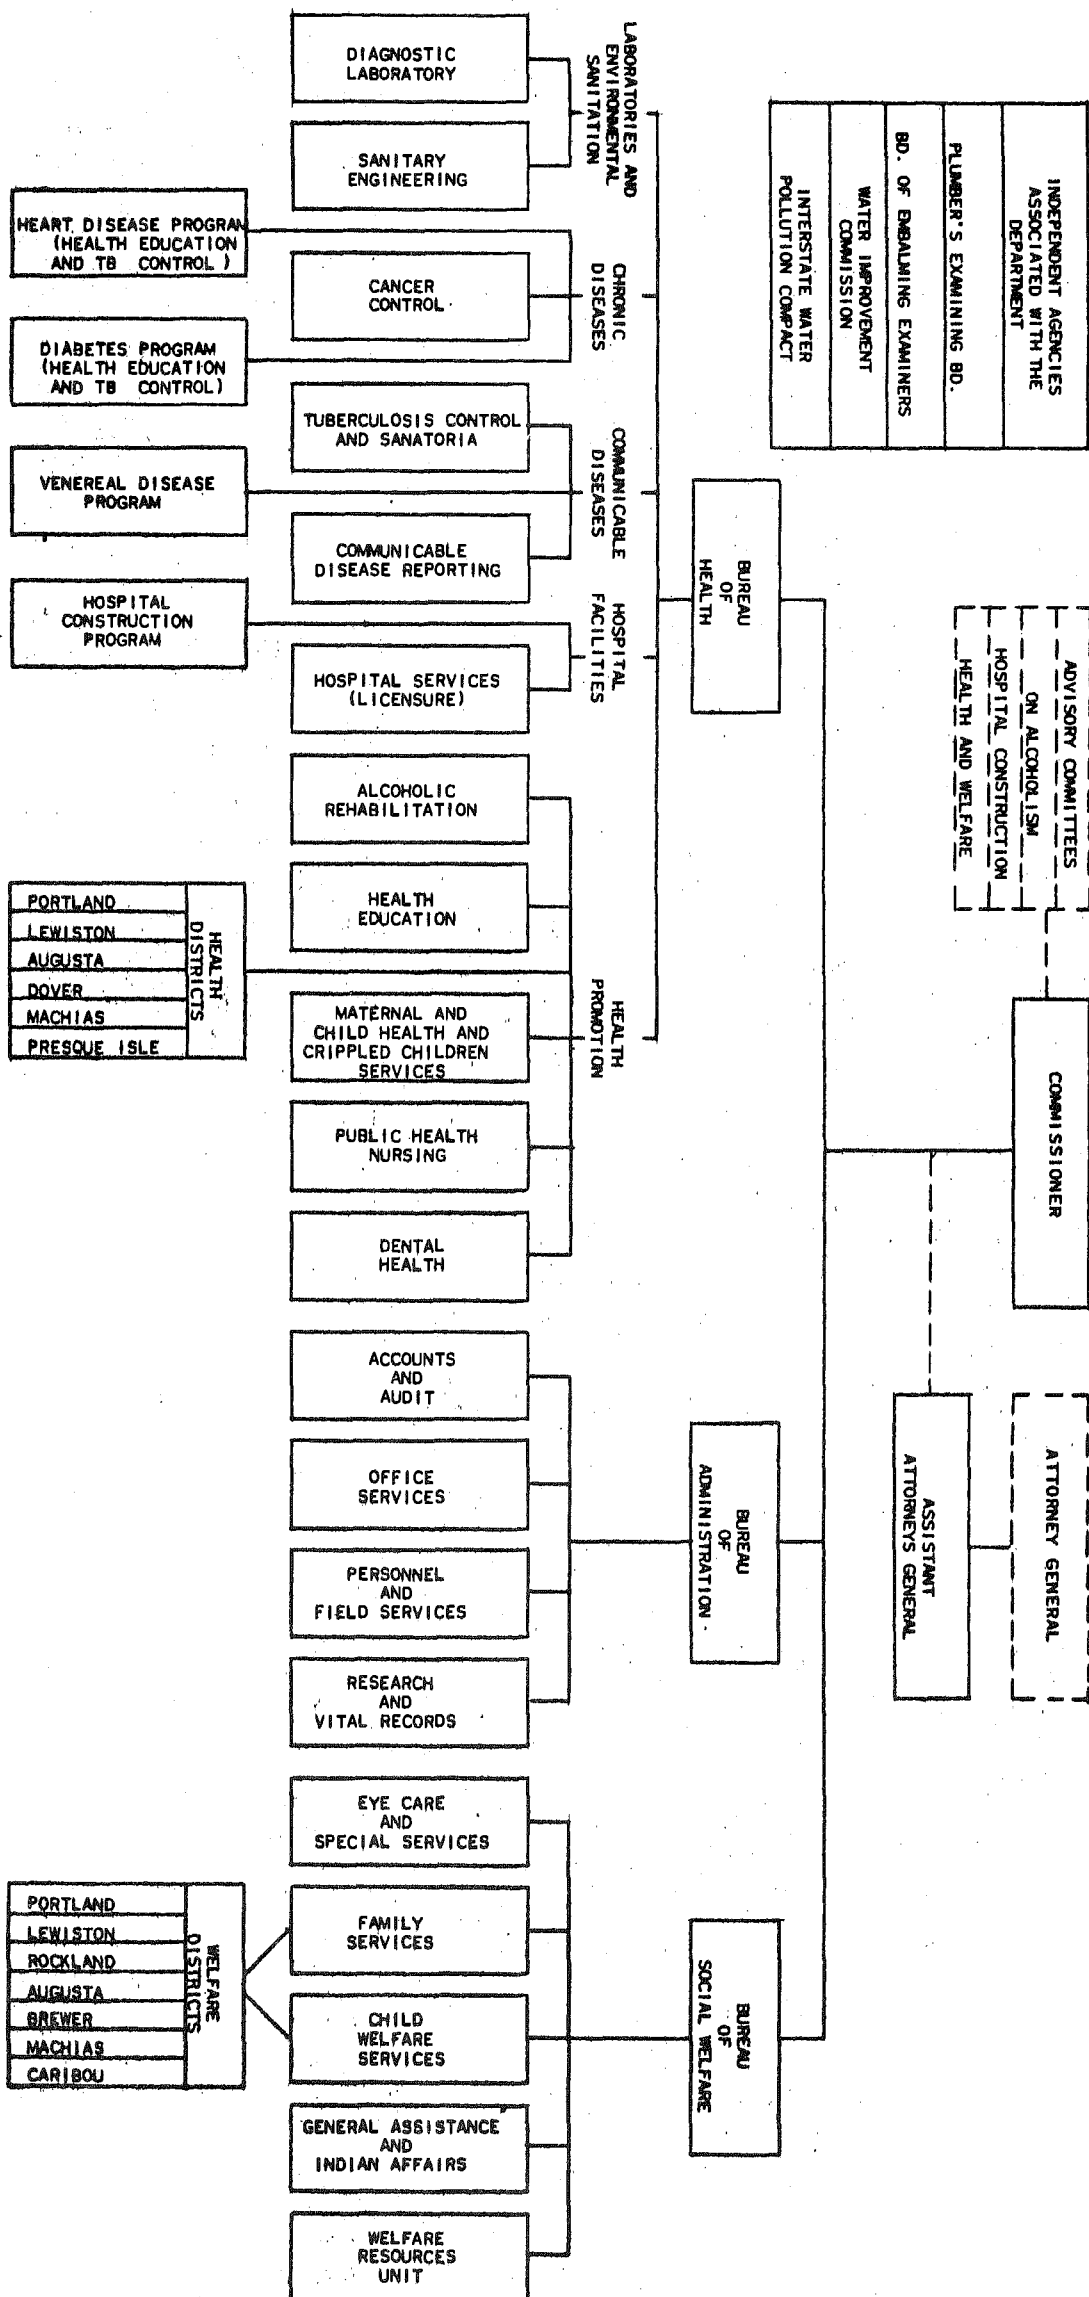 INDEPENDENT AGENCIES
ASSOCIATED WITH THE
DEPARTMENT
PLUMBER'S EXAMINING BD.
BD. OF EMBALMING EXAMINERS
WATER IMPROVEMENT
COMMISSION
INTERSTATE WATER
POLLUTION COMPACT
ADVISORY COMMITTEES
ON ALCOHOLISM
HOSPITAL CONSTRUCTION
HEALTH AND WELFARE
COMMISSIONER
ATTORNEY GENERAL
ASSISTANT
ATTORNEYS GENERAL
BUREAU
OF
HEALTH
BUREAU
OF
ADMINISTRATION
BUREAU
OF
SOCIAL WELFARE
LABORATORIES AND
ENVIRONMENTAL
SANITATION
CHRONIC
DISEASES
COMMUNICABLE
DISEASES
HOSPITAL
FACILITIES
HEALTH
PROMOTION
DIAGNOSTIC
LABORATORY
SANITARY
ENGINEERING
HEART DISEASE PROGRAM
(HEALTH EDUCATION
AND TB CONTROL)
CANCER
CONTROL
DIABETES PROGRAM
(HEALTH EDUCATION
AND TB CONTROL)
TUBERCULOSIS CONTROL
AND SANATORIA
VENEREAL DISEASE
PROGRAM
COMMUNICABLE
DISEASE REPORTING
HOSPITAL
CONSTRUCTION
PROGRAM
HOSPITAL SERVICES
(LICENSURE)
ALCOHOLIC
REHABILITATION
HEALTH
EDUCATION
HEALTH
DISTRICTS
PORTLAND
LEWISTON
AUGUSTA
DOVER
MACHIAS
PRESQUE ISLE
MATERNAL AND
CHILD HEALTH AND
CRIPPLED CHILDREN
SERVICES
PUBLIC HEALTH
NURSING
DENTAL
HEALTH
ACCOUNTS
AND
AUDIT
OFFICE
SERVICES
PERSONNEL
AND
FIELD SERVICES
RESEARCH
AND
VITAL RECORDS
EYE CARE
AND
SPECIAL SERVICES
FAMILY
SERVICES
CHILD
WELFARE
SERVICES
WELFARE
DISTRICTS
PORTLAND
LEWISTON
ROCKLAND
AUGUSTA
BREWER
MACHIAS
CARIBOU
GENERAL ASSISTANCE
AND
INDIAN AFFAIRS
WELFARE
RESOURCES
UNIT